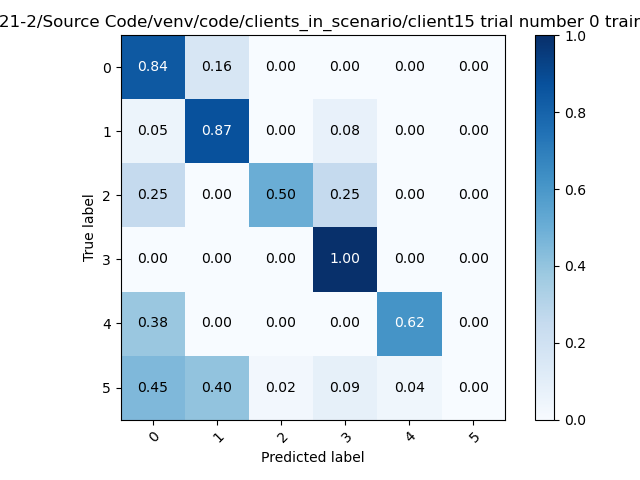 21-2/Source Code/venv/code/clients_in_scenario/client15 trial number 0 train
1.0
0 0.84 0.16 0.00 0.00 0.00 0.00
0.8
1 0.05 0.87 0.00 0.08 0.00 0.00
2 0.25 0.00 0.50 0.25 0.00 0.00
0.6
True label
3 0.00 0.00 0.00 1.00 0.00 0.00
0.4
4 0.38 0.00 0.00 0.00 0.62 0.00
0.2
5 0.45 0.40 0.02 0.09 0.04 0.00
0.0
0 1 2 3 4 5
Predicted label